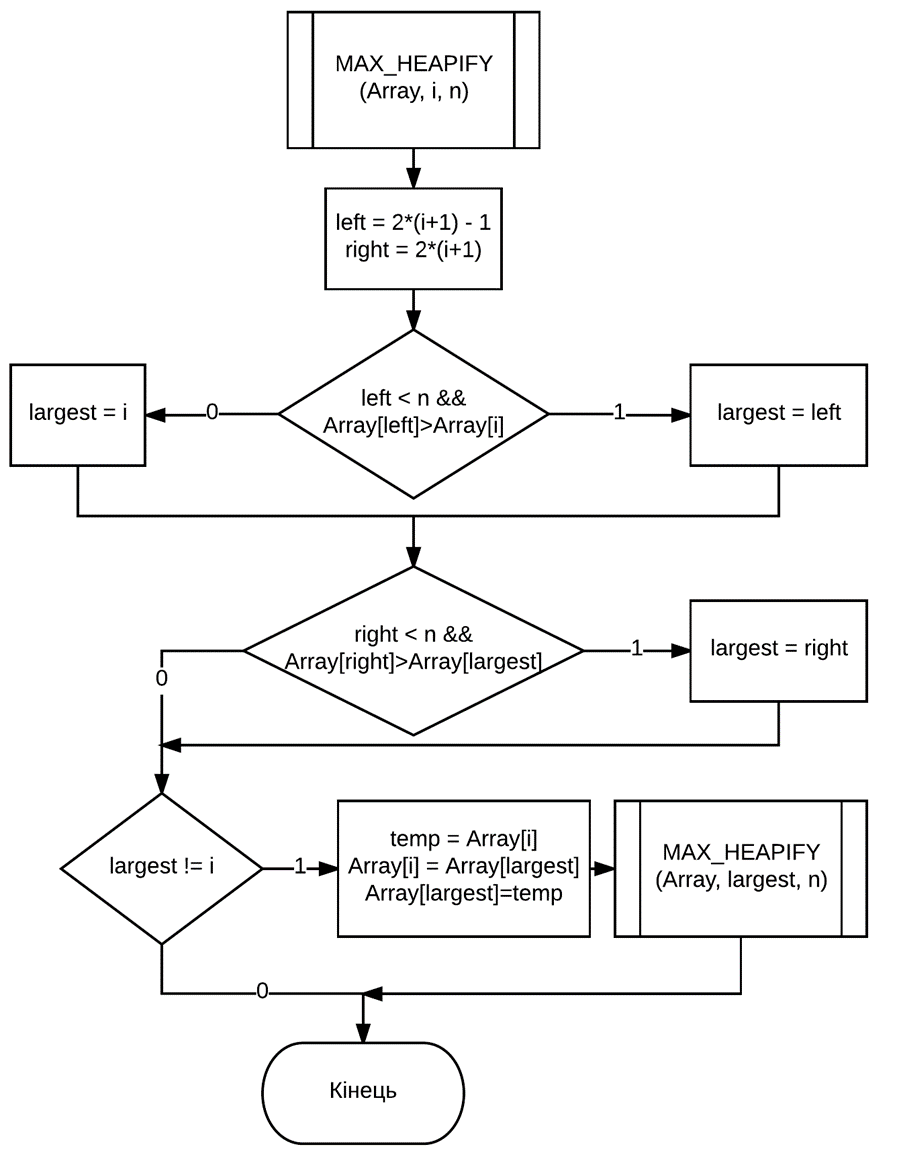 MAX_HEAPIFY
(Array, i, n)
left = 2*(i+1) - 1
right = 2*(i+1)
largest = i
0
left < n &&
Array[left]>Array[i]
1
largest = left
right < n &&
Array[right]>Array[largest]
1
largest = right
0
largest != i
1
temp = Array[i]
Array[i] = Array[largest]
Array[largest]=temp
MAX_HEAPIFY
(Array, largest, n)
0
Кінець